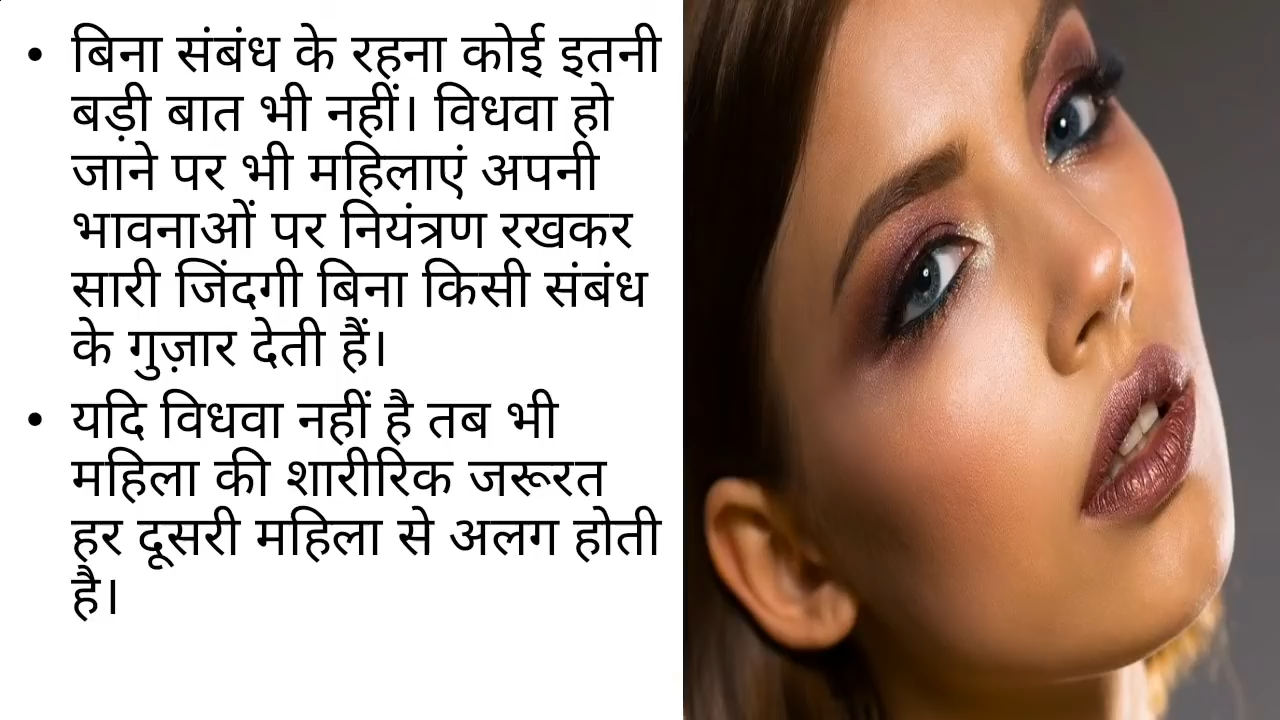 • बिना संबंध के रहना कोई इतनी
बड़ी बात भी नहीं। विधवा हो
जाने पर भी महिलाएं अपनी
भावनाओं पर नियंत्रण रखकर
सारी जिंदगी बिना किसी संबंध
के गुज़ार देती हैं।
• यदि विधवा नहीं है तब भी
महिला की शारीरिक जरूरत
हर दूसरी महिला से अलग होती
है।